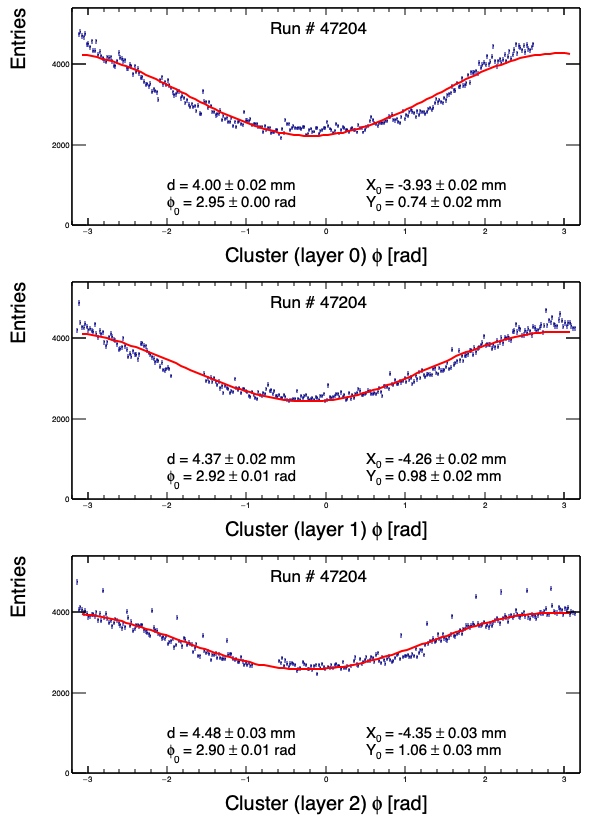 Entries
Run # 47204
4000
2000
0
d = 4.00 ± 0.02 mm
X₀ = -3.93 ± 0.02 mm
ϕ₀ = 2.95 ± 0.00 rad
Y₀ = 0.74 ± 0.02 mm
−3 −2 −1 0 1 2 3
Cluster (layer 0) ϕ [rad]
Entries
Run # 47204
4000
2000
0
d = 4.37 ± 0.02 mm
X₀ = -4.26 ± 0.02 mm
ϕ₀ = 2.92 ± 0.01 rad
Y₀ = 0.98 ± 0.02 mm
−3 −2 −1 0 1 2 3
Cluster (layer 1) ϕ [rad]
Entries
Run # 47204
4000
2000
0
d = 4.48 ± 0.03 mm
X₀ = -4.35 ± 0.03 mm
ϕ₀ = 2.90 ± 0.01 rad
Y₀ = 1.06 ± 0.03 mm
−3 −2 −1 0 1 2 3
Cluster (layer 2) ϕ [rad]